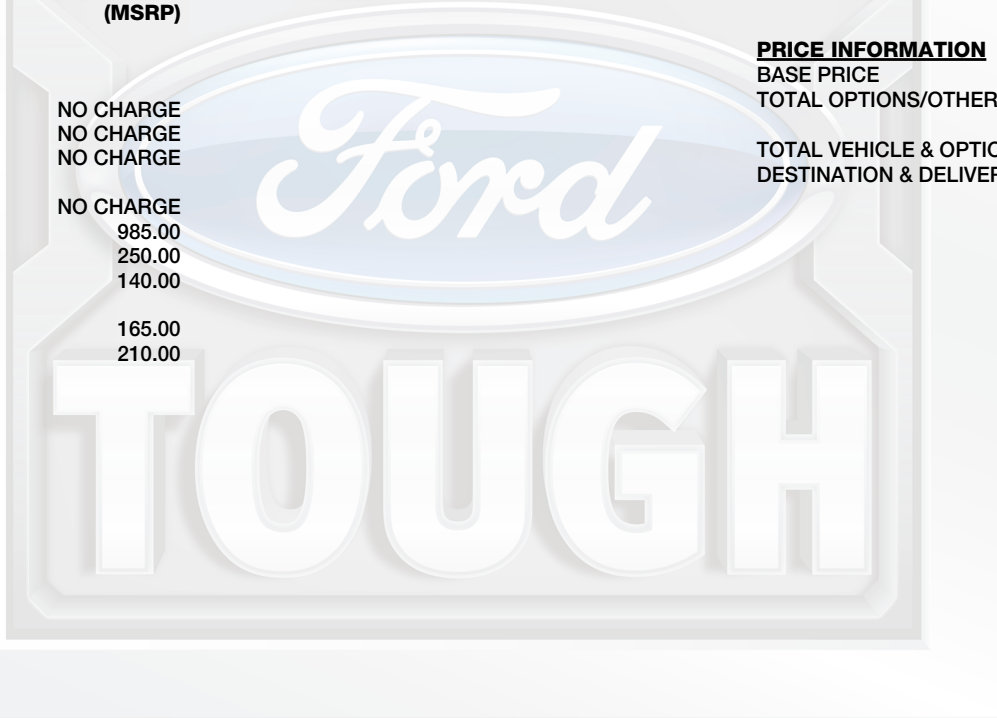 (MSRP)
NO CHARGE
NO CHARGE
NO CHARGE
NO CHARGE
985.00
250.00
140.00
165.00
210.00
PRICE INFORMATION
BASE PRICE
TOTAL OPTIONS/OTHER
TOTAL VEHICLE & OPTIO
DESTINATION & DELIVER
Ford
TOUGH